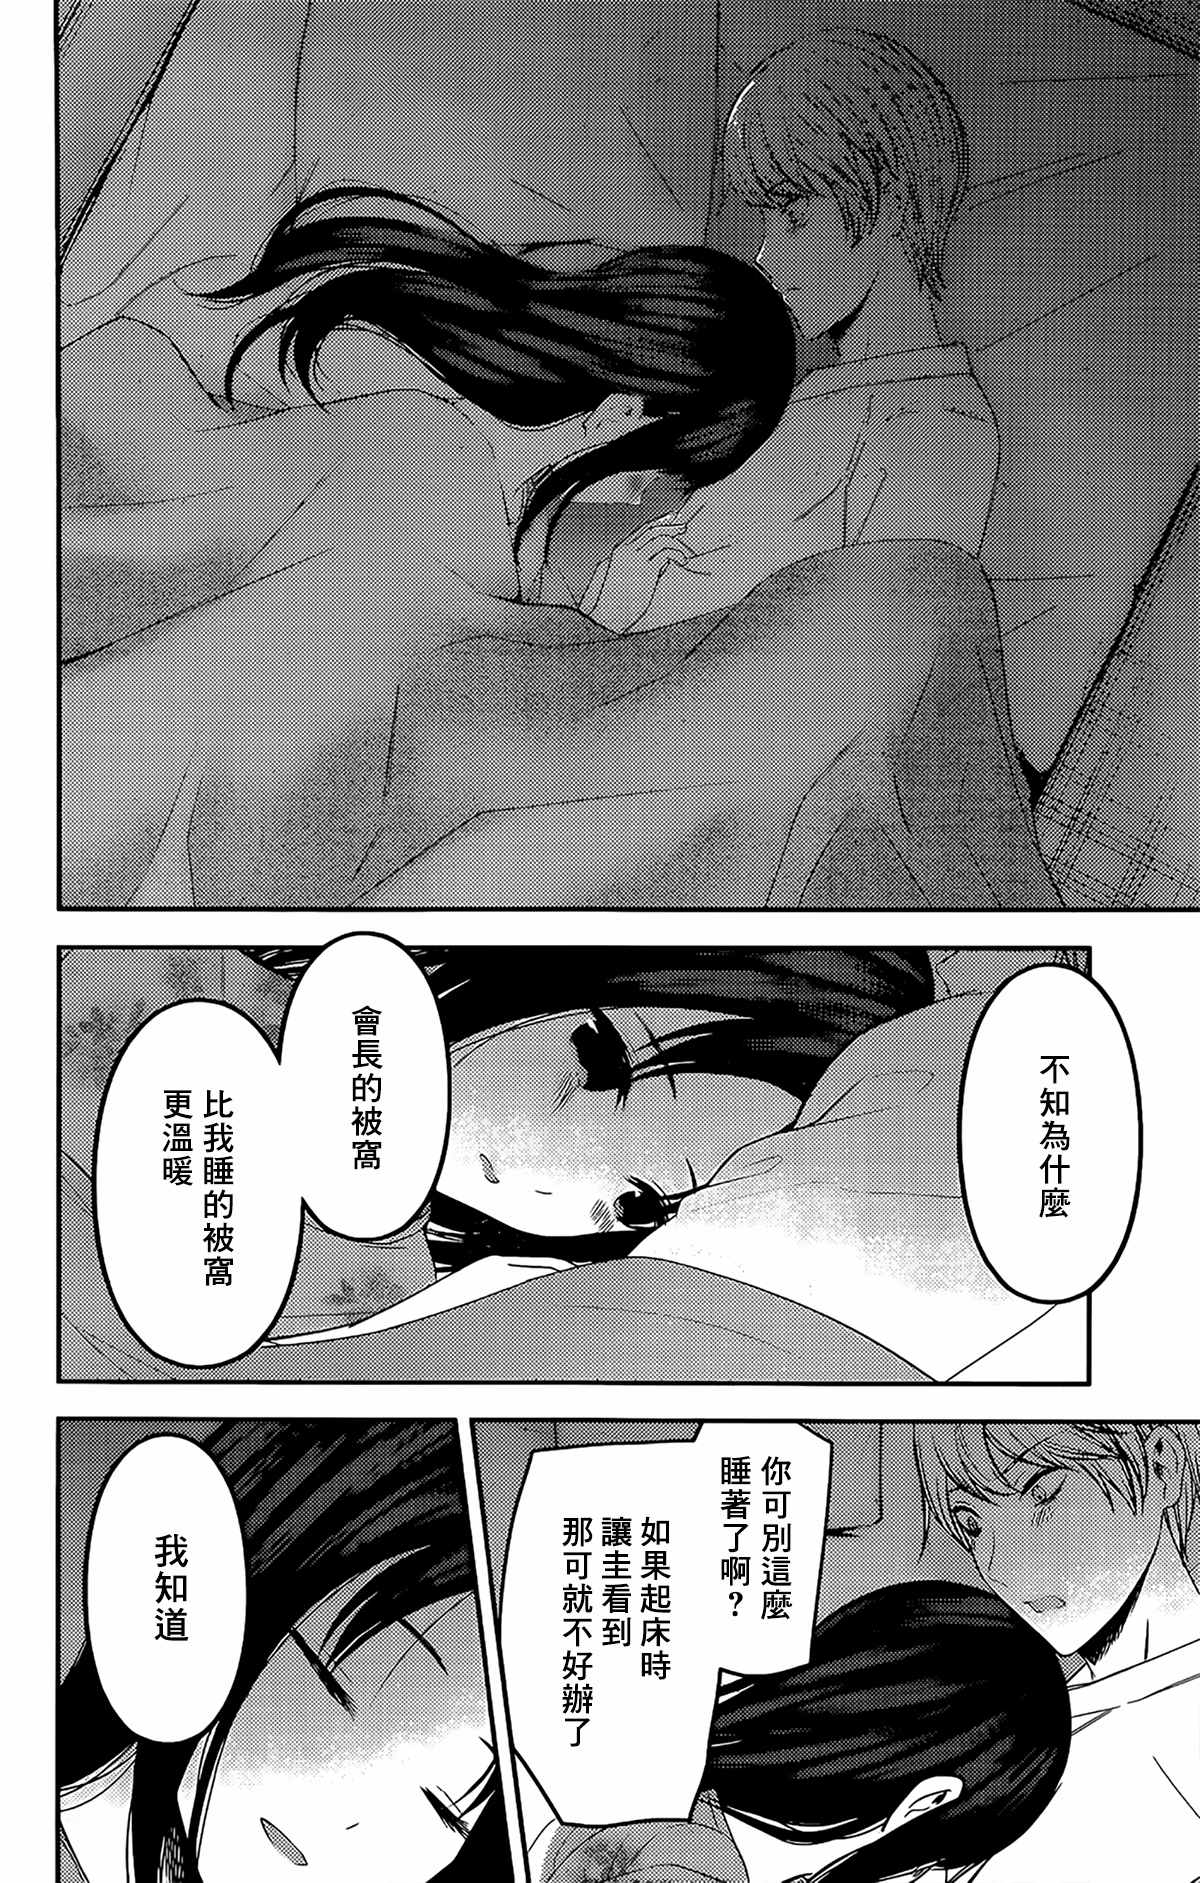 不知為什麼
會長的被窩
比我睡的被窩
更溫暖
你可別這麼
睡著了啊?
如果起床時
讓圭看到
那可就不好辦了
我知道